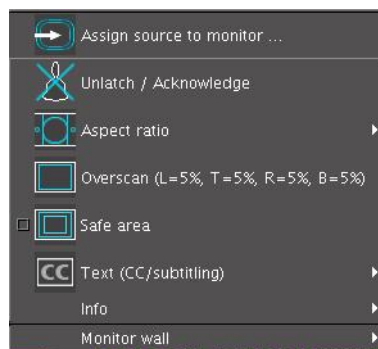 Assign source to monitor ...
Unlatch / Acknowledge
Aspect ratio
Overscan (L=5%, T=5%, R=5%, B=5%)
Safe area
CC Text (CC/subtitling)
Info
Monitor wall